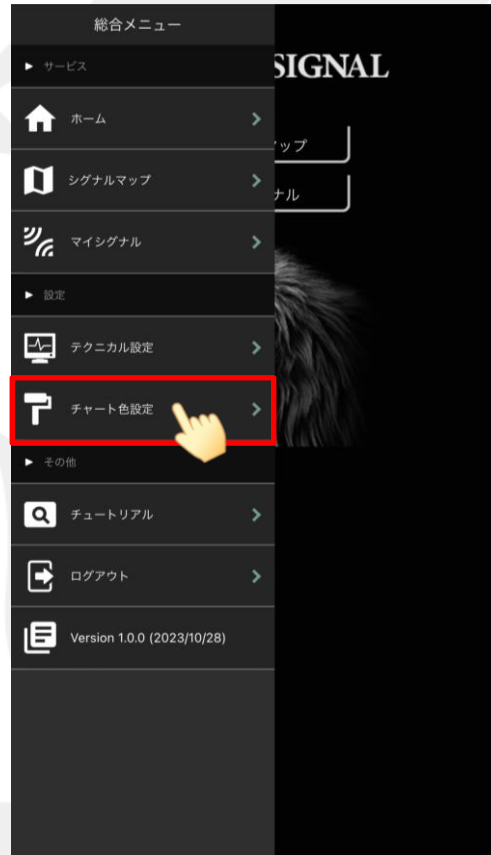 総合メニュー
サービス
SIGNAL
ホーム
マップ
シグナルマップ
ナル
マイシグナル
設定
テクニカル設定
チャート色設定
その他
チュートリアル
ログアウト
Version 1.0.0 (2023/10/28)